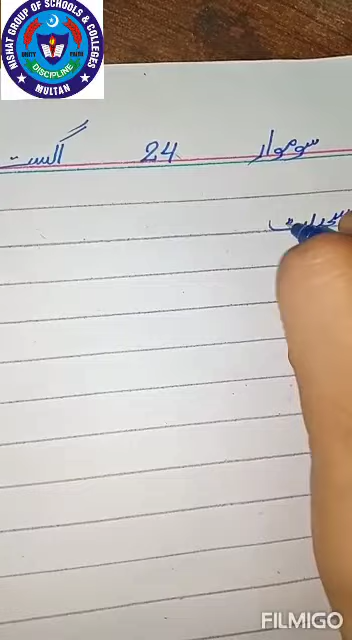 NISHAT GROUP OF SCHOOLS & COLLEGES
UNITY FAITH
DISCIPLINE
MULTAN
سوموار 24 اگست
FILMIGO